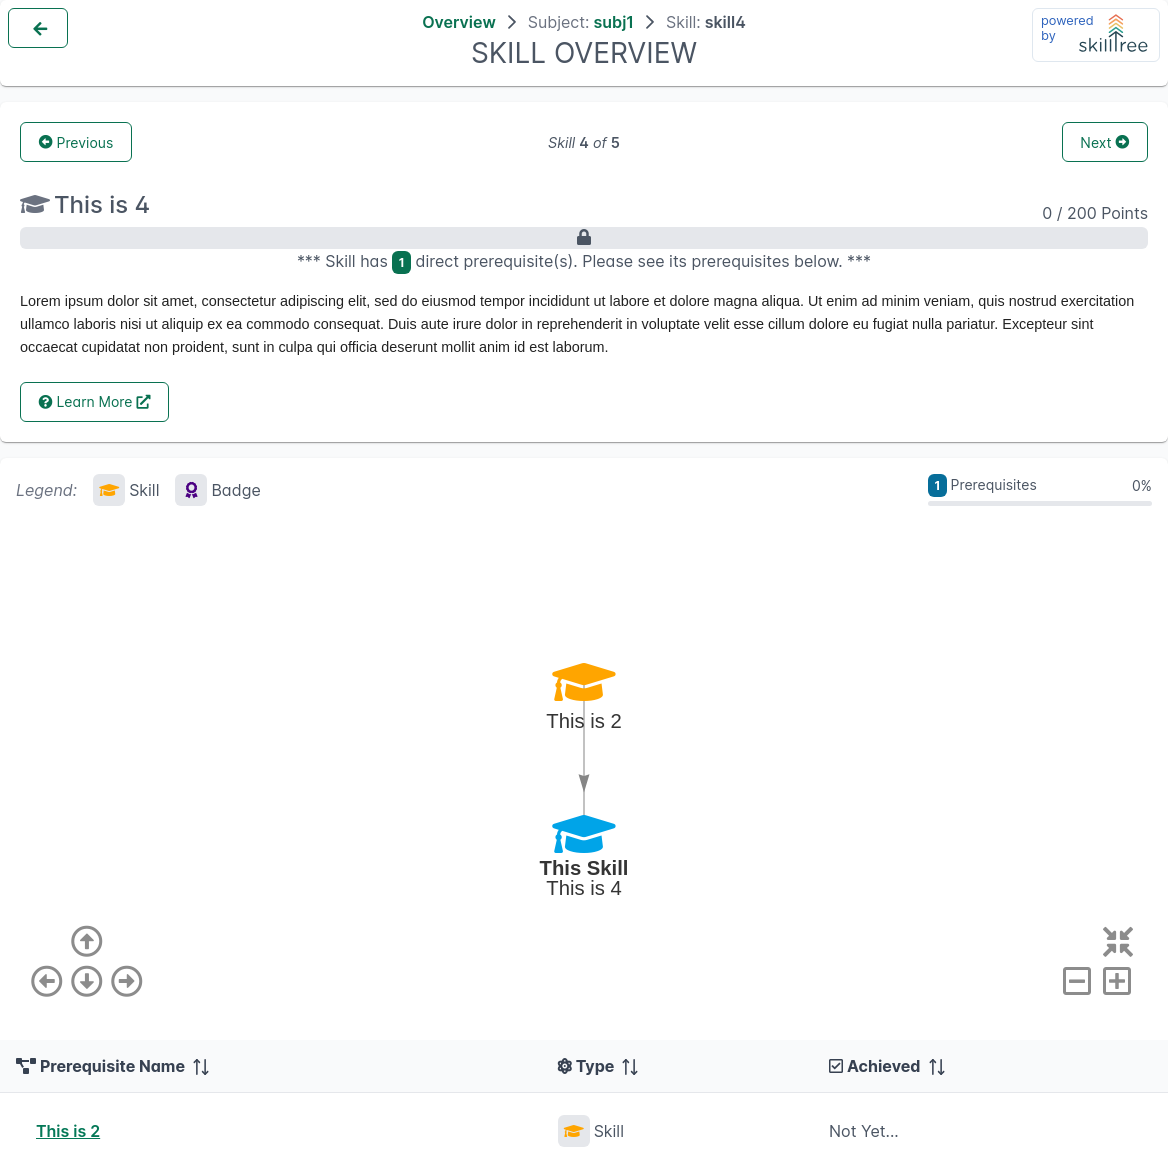 Overview > Subject: subj1 > Skill: skill4
SKILL OVERVIEW
powered
by
skilltree
Previous
Skill 4 of 5
Next
This is 4
0 / 200 Points
*** Skill has 1 direct prerequisite(s). Please see its prerequisites below. ***
Lorem ipsum dolor sit amet, consectetur adipiscing elit, sed do eiusmod tempor incididunt ut labore et dolore magna aliqua. Ut enim ad minim veniam, quis nostrud exercitation
ullamco laboris nisi ut aliquip ex ea commodo consequat. Duis aute irure dolor in reprehenderit in voluptate velit esse cillum dolore eu fugiat nulla pariatur. Excepteur sint
occaecat cupidatat non proident, sunt in culpa qui officia deserunt mollit anim id est laborum.
Learn More
Legend: Skill Badge
1 Prerequisites 0%
This is 2
This Skill
This is 4
Prerequisite Name Type Achieved
This is 2 Skill Not Yet...